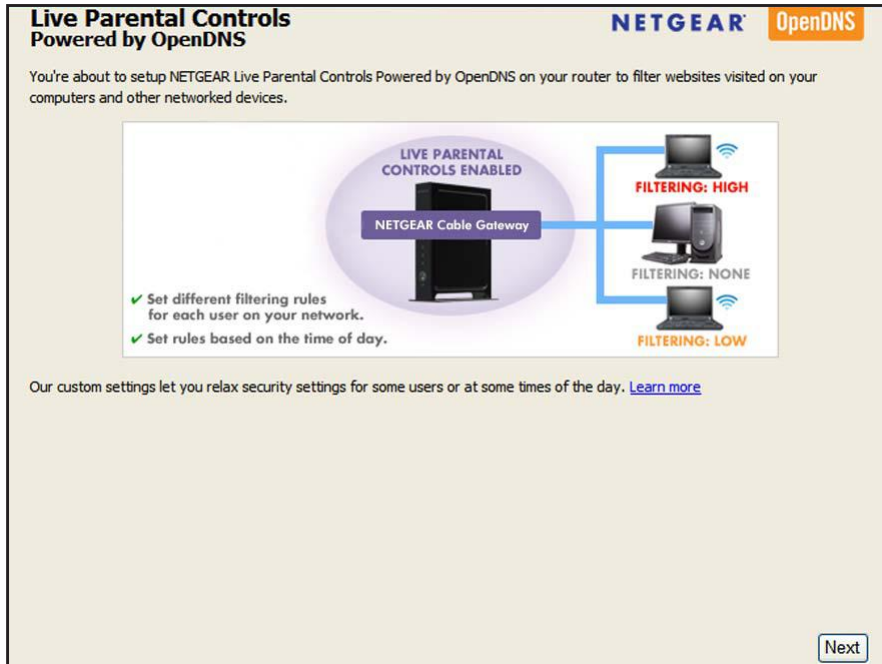 Live Parental Controls
Powered by OpenDNS
NETGEAR
OpenDNS
You're about to setup NETGEAR Live Parental Controls Powered by OpenDNS on your router to filter websites visited on your
computers and other networked devices.
LIVE PARENTAL
CONTROLS ENABLED
NETGEAR Cable Gateway
FILTERING: HIGH
FILTERING: NONE
FILTERING: LOW
✔ Set different filtering rules
for each user on your network.
✔ Set rules based on the time of day.
Our custom settings let you relax security settings for some users or at some times of the day. Learn more
Next